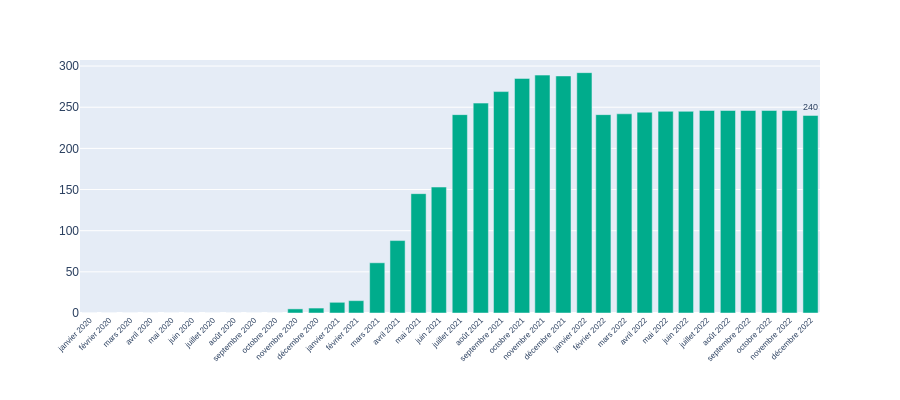 300
250
200
150
100
50
0
240
janvier 2020
février 2020
mars 2020
avril 2020
mai 2020
juin 2020
juillet 2020
août 2020
septembre 2020
octobre 2020
novembre 2020
décembre 2020
janvier 2021
février 2021
mars 2021
avril 2021
mai 2021
juin 2021
juillet 2021
août 2021
septembre 2021
octobre 2021
novembre 2021
décembre 2021
janvier 2022
février 2022
mars 2022
avril 2022
mai 2022
juin 2022
juillet 2022
août 2022
septembre 2022
octobre 2022
novembre 2022
décembre 2022